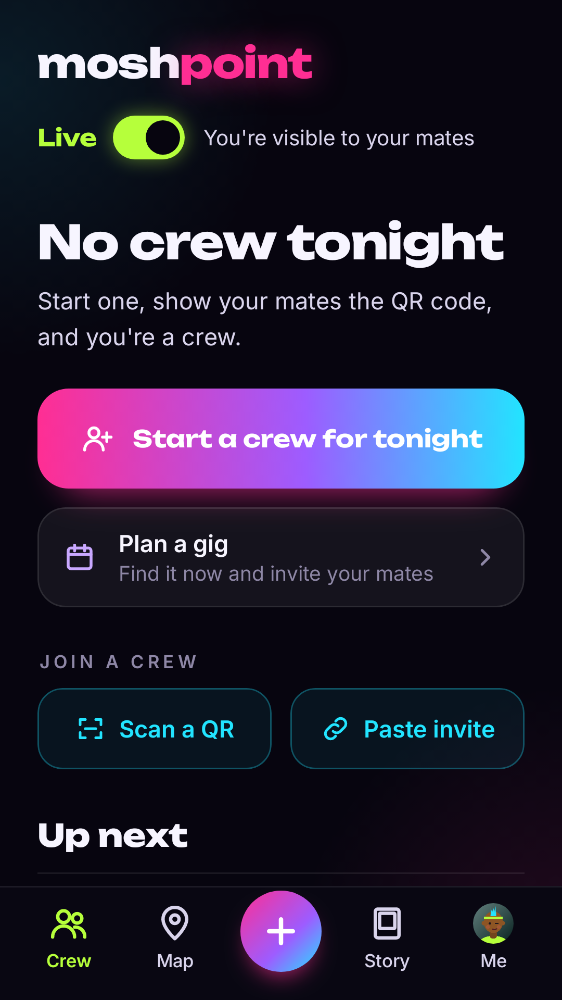 moshpoint
Live You're visible to your mates
No crew tonight
Start one, show your mates the QR code,
and you're a crew.
Start a crew for tonight
Plan a gig
Find it now and invite your mates
JOIN A CREW
Scan a QR
Paste invite
Up next
Crew
Map
Story
Me